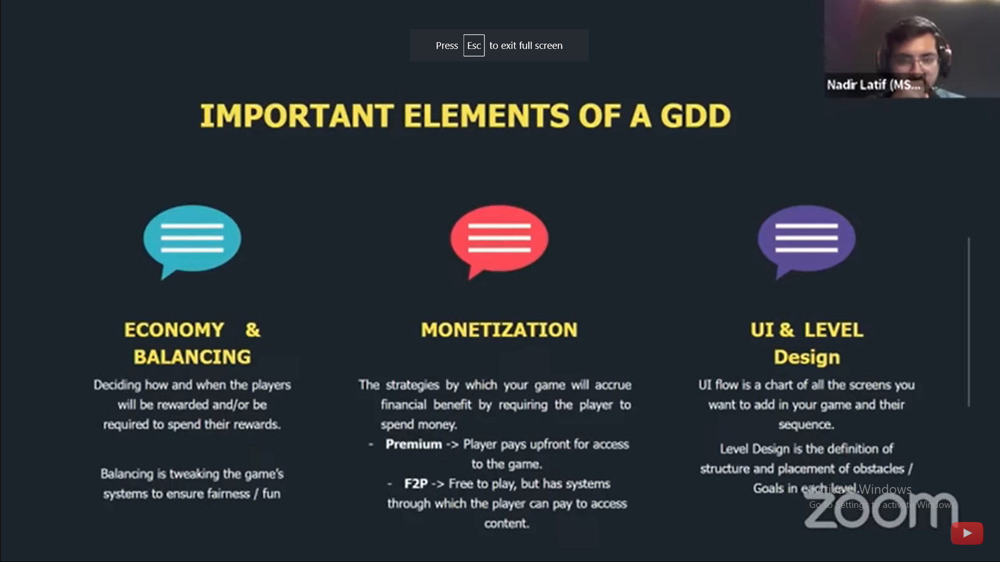 Press Esc to exit full screen
Nadir Latif (MS...
IMPORTANT ELEMENTS OF A GDD
ECONOMY &
BALANCING
Deciding how and when the players
will be rewarded and/or be
required to spend their rewards.
Balancing is tweaking the game's
systems to ensure fairness / fun
MONETIZATION
The strategies by which your game will accrue
financial benefit by requiring the player to
spend money.
- Premium -> Player pays upfront for access
to the game.
- F2P -> Free to play, but has systems
through which the player can pay to access
content.
UI & LEVEL
Design
UI flow is a chart of all the screens you
want to add in your game and their
sequence.
Level Design is the definition of
structure and placement of obstacles /
Goals in each level.
Activate Windows
Go to Settings to activate Windows.
zoom